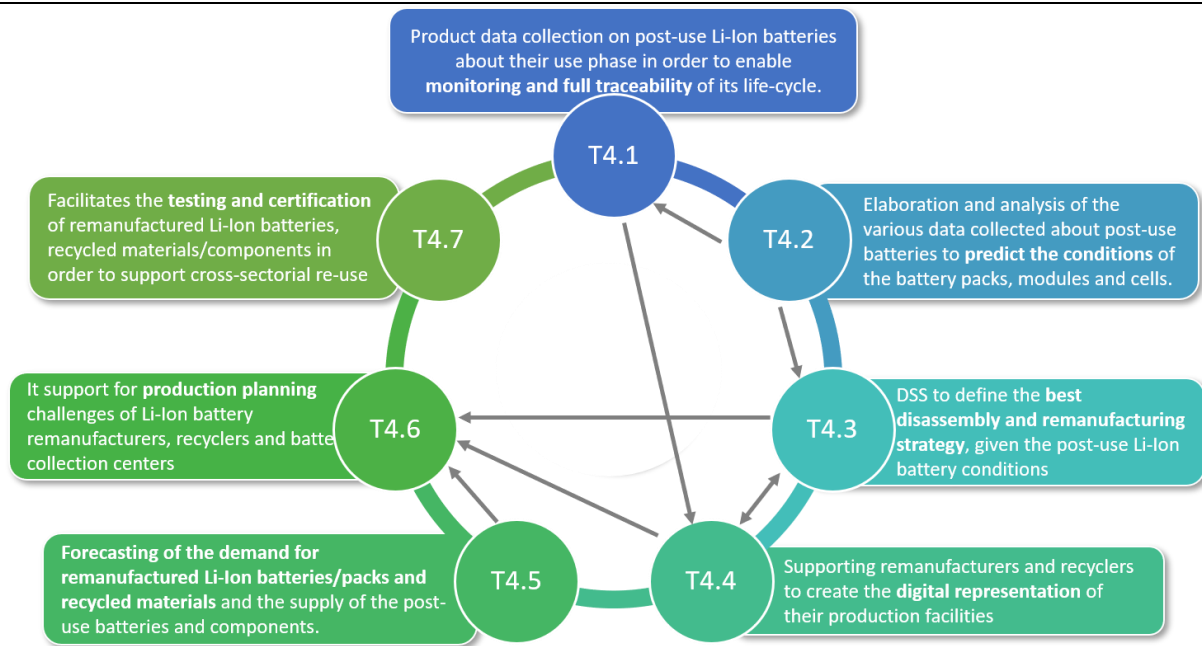 Product data collection on post-use Li-Ion batteries
about their use phase in order to enable
monitoring and full traceability of its life-cycle.
T4.1
Facilitates the testing and certification
of remanufactured Li-Ion batteries,
recycled materials/components in
order to support cross-sectorial re-use
T4.7
T4.2
Elaboration and analysis of the
various data collected about post-use
batteries to predict the conditions of
the battery packs, modules and cells.
It support for production planning
challenges of Li-Ion battery
remanufacturers, recyclers and batte
collection centers
T4.6
T4.3
DSS to define the best
disassembly and remanufacturing
strategy, given the post-use Li-Ion
battery conditions
Forecasting of the demand for
remanufactured Li-Ion batteries/packs and
recycled materials and the supply of the post-
use batteries and components.
T4.5
T4.4
Supporting remanufacturers and recyclers
to create the digital representation of
their production facilities